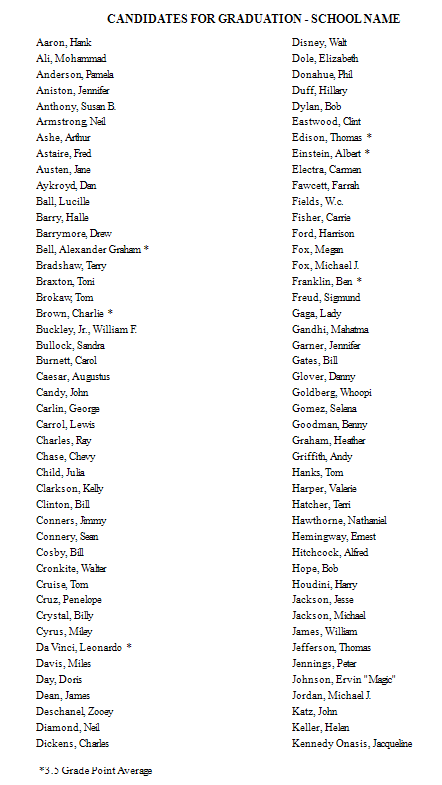 CANDIDATES FOR GRADUATION - SCHOOL NAME
Aaron, Hank
Ali, Mohammad
Anderson, Pamela
Aniston, Jennifer
Anthony, Susan B.
Armstrong, Neil
Ashe, Arthur
Astaire, Fred
Austen, Jane
Aykroyd, Dan
Ball, Lucille
Barry, Halle
Barrymore, Drew
Bell, Alexander Graham *
Bradshaw, Terry
Braxton, Toni
Brokaw, Tom
Brown, Charlie *
Buckley, Jr., William F.
Bullock, Sandra
Burnett, Carol
Caesar, Augustus
Candy, John
Carlin, George
Carrol, Lewis
Charles, Ray
Chase, Chevy
Child, Julia
Clarkson, Kelly
Clinton, Bill
Conners, Jimmy
Connery, Sean
Cosby, Bill
Cronkite, Walter
Cruise, Tom
Cruz, Penelope
Crystal, Billy
Cyrus, Miley
Da Vinci, Leonardo *
Davis, Miles
Day, Doris
Dean, James
Deschanel, Zooey
Diamond, Neil
Dickens, Charles
Disney, Walt
Dole, Elizabeth
Donahue, Phil
Duff, Hillary
Dylan, Bob
Eastwood, Clint
Edison, Thomas *
Einstein, Albert *
Electra, Carmen
Fawcett, Farrah
Fields, W.c.
Fisher, Carrie
Ford, Harrison
Fox, Megan
Fox, Michael J.
Franklin, Ben *
Freud, Sigmund
Gaga, Lady
Gandhi, Mahatma
Garner, Jennifer
Gates, Bill
Glover, Danny
Goldberg, Whoopi
Gomez, Selena
Goodman, Benny
Graham, Heather
Griffith, Andy
Hanks, Tom
Harper, Valerie
Hatcher, Terri
Hawthorne, Nathaniel
Hemingway, Ernest
Hitchcock, Alfred
Hope, Bob
Houdini, Harry
Jackson, Jesse
Jackson, Michael
James, William
Jefferson, Thomas
Jennings, Peter
Johnson, Ervin "Magic"
Jordan, Michael J.
Katz, John
Keller, Helen
Kennedy Onasis, Jacqueline
*3.5 Grade Point Average